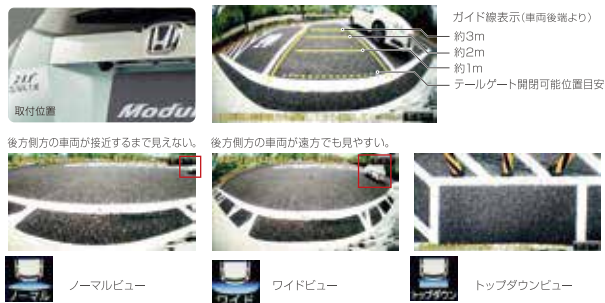 取付位置
Modul
ガイド線表示(車両後端より)
約3m
約2m
約1m
テールゲート開閉可能位置目安
後方側方の車両が接近するまで見えない。
後方側方の車両が遠方でも見やすい。
ノーマル
ノーマルビュー
ワイド
ワイドビュー
トップダウン
トップダウンビュー